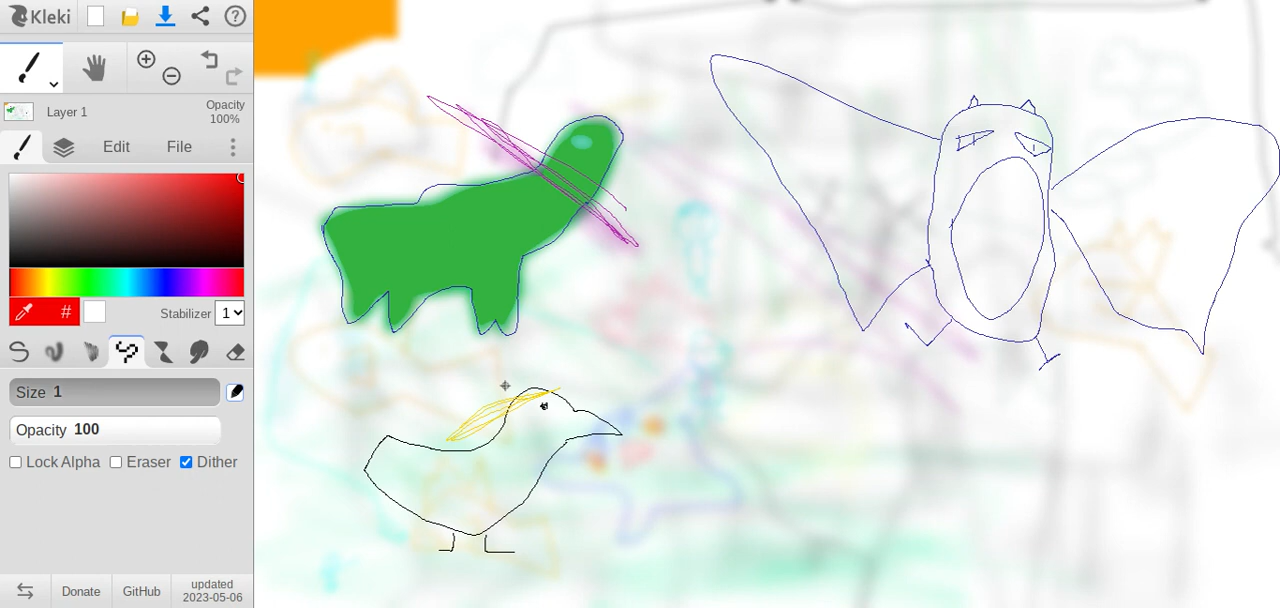 Kleki
?
Layer 1
Opacity
100%
Edit
File
#
Stabilizer 1
Size 1
Opacity 100
Lock Alpha
Eraser
Dither
Donate
GitHub
updated
2023-05-06